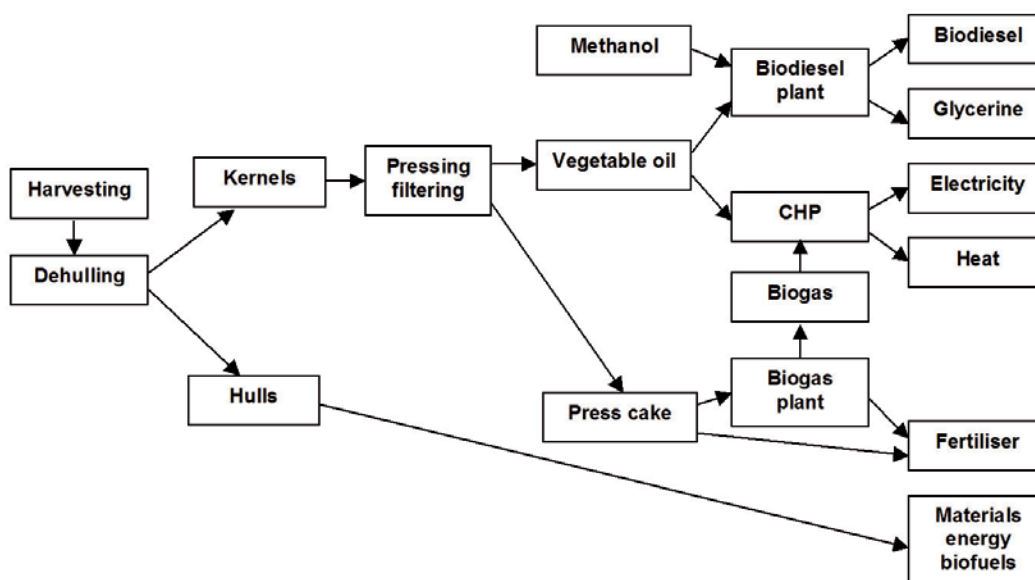 Methanol
Biodiesel
plant
Biodiesel
Glycerine
Harvesting
Kernels
Pressing
filtering
Vegetable oil
CHP
Electricity
Heat
Dehulling
Biogas
Hulls
Press cake
Biogas
plant
Fertiliser
Materials
energy
biofuels